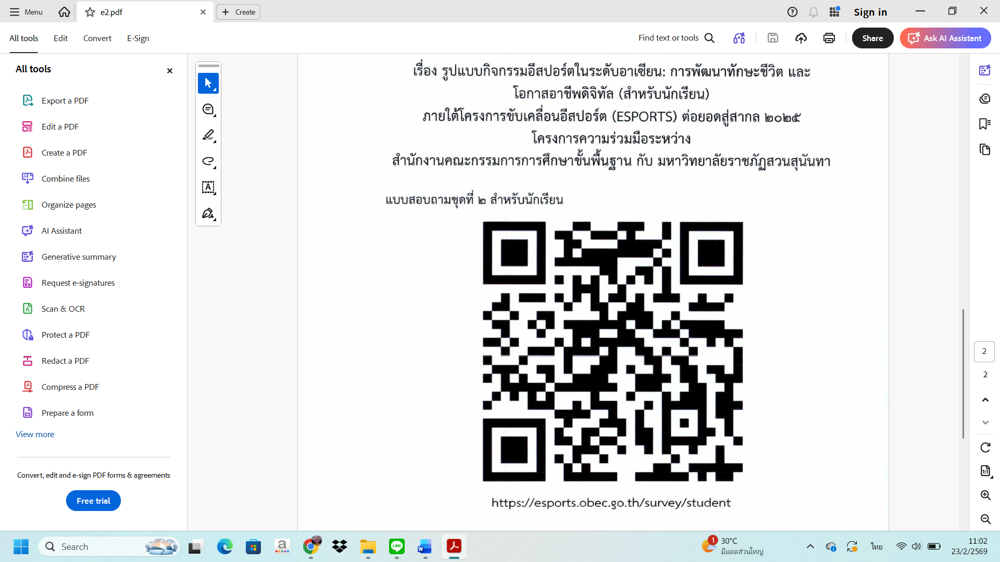 Menu
e2.pdf
Create
Sign in
All tools
Edit
Convert
E-Sign
Find text or tools
Share
Ask AI Assistant
All tools
Export a PDF
Edit a PDF
Create a PDF
Combine files
Organize pages
AI Assistant
Generative summary
Request e-signatures
Scan & OCR
Protect a PDF
Redact a PDF
Compress a PDF
Prepare a form
View more
Convert, edit and e-sign PDF forms & agreements
Free trial
เรื่อง รูปแบบกิจกรรมอีสปอร์ตในระดับอาเซียน: การพัฒนาทักษะชีวิต และ
โอกาสอาชีพดิจิทัล (สำหรับนักเรียน)
ภายใต้โครงการขับเคลื่อนอีสปอร์ต (ESPORTS) ต่อยอดสู่สากล ๒๐๒๕
โครงการความร่วมมือระหว่าง
สำนักงานคณะกรรมการการศึกษาขั้นพื้นฐาน กับ มหาวิทยาลัยราชภัฏสวนสุนันทา
แบบสอบถามชุดที่ ๒ สำหรับนักเรียน
https://esports.obec.go.th/survey/student
2
2
1:1
Search
1
30°C
มีแดดส่วนใหญ่
ไทย
11:02
23/2/2569